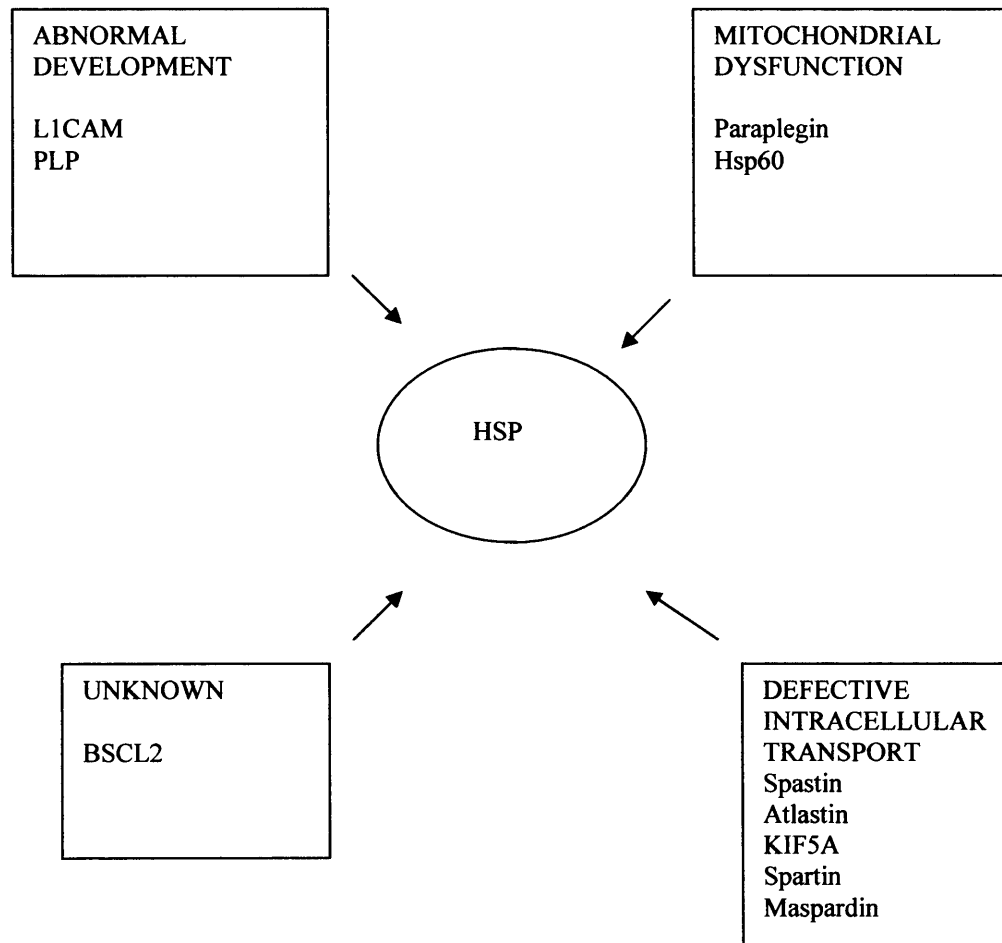 ABNORMAL
DEVELOPMENT
L1CAM
PLP
MITOCHONDRIAL
DYSFUNCTION
Paraplegin
Hsp60
HSP
UNKNOWN
BSCL2
DEFECTIVE
INTRACELLULAR
TRANSPORT
Spastin
Atlastin
KIF5A
Spartin
Maspardin